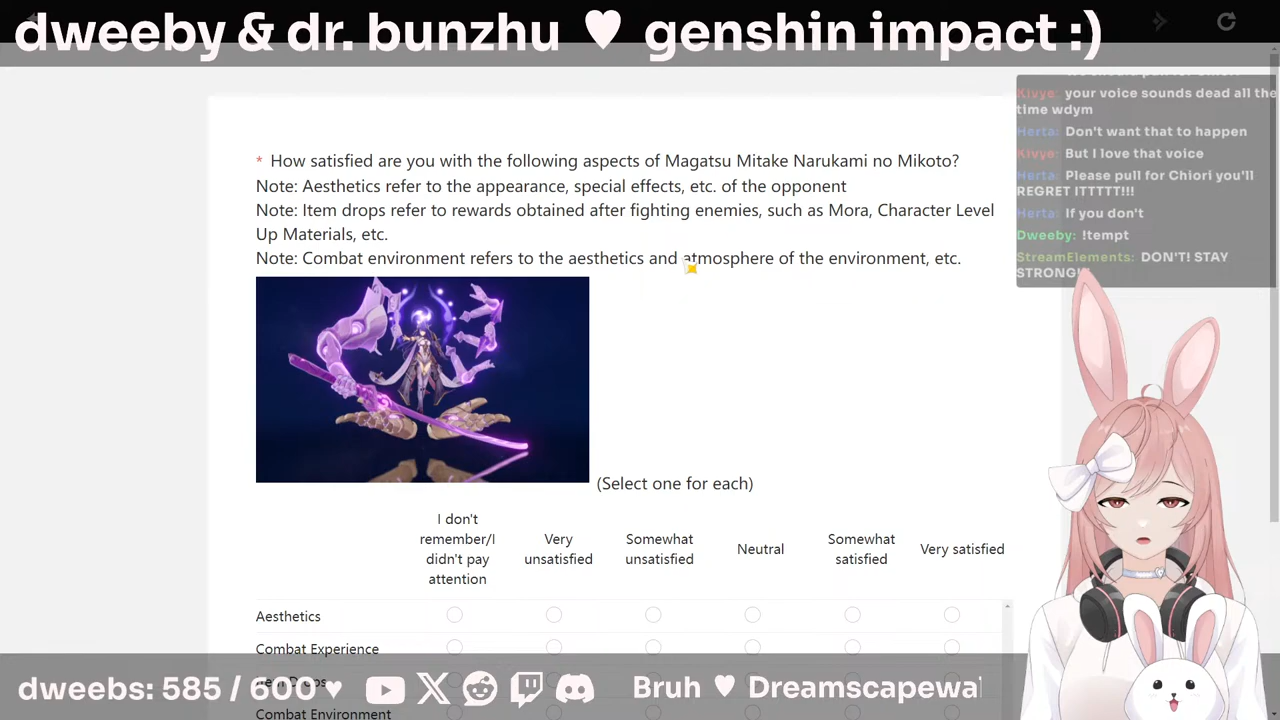 dweeby & dr. bunzhu ♥ genshin impact :)
* How satisfied are you with the following aspects of Magatsu Mitake Narukami no Mikoto?
Note: Aesthetics refer to the appearance, special effects, etc. of the opponent
Note: Item drops refer to rewards obtained after fighting enemies, such as Mora, Character Level
Up Materials, etc.
Note: Combat environment refers to the aesthetics and atmosphere of the environment, etc.
(Select one for each)
I don't
remember/I
didn't pay
attention
Very
unsatisfied
Somewhat
unsatisfied
Neutral
Somewhat
satisfied
Very satisfied
Aesthetics
Combat Experience
Combat Environment
Kivye: your voice sounds dead all the
time wdym
Herta: Don't want that to happen
Kivye: But I love that voice
Herta: Please pull for Chiori you'll
REGRET ITTTTT!!!
Herta: If you don't
Dweeby: !tempt
StreamElements: DON'T! STAY
STRONG!
dweebs: 585 / 600 ♥
Bruh ♥ Dreamscapewa